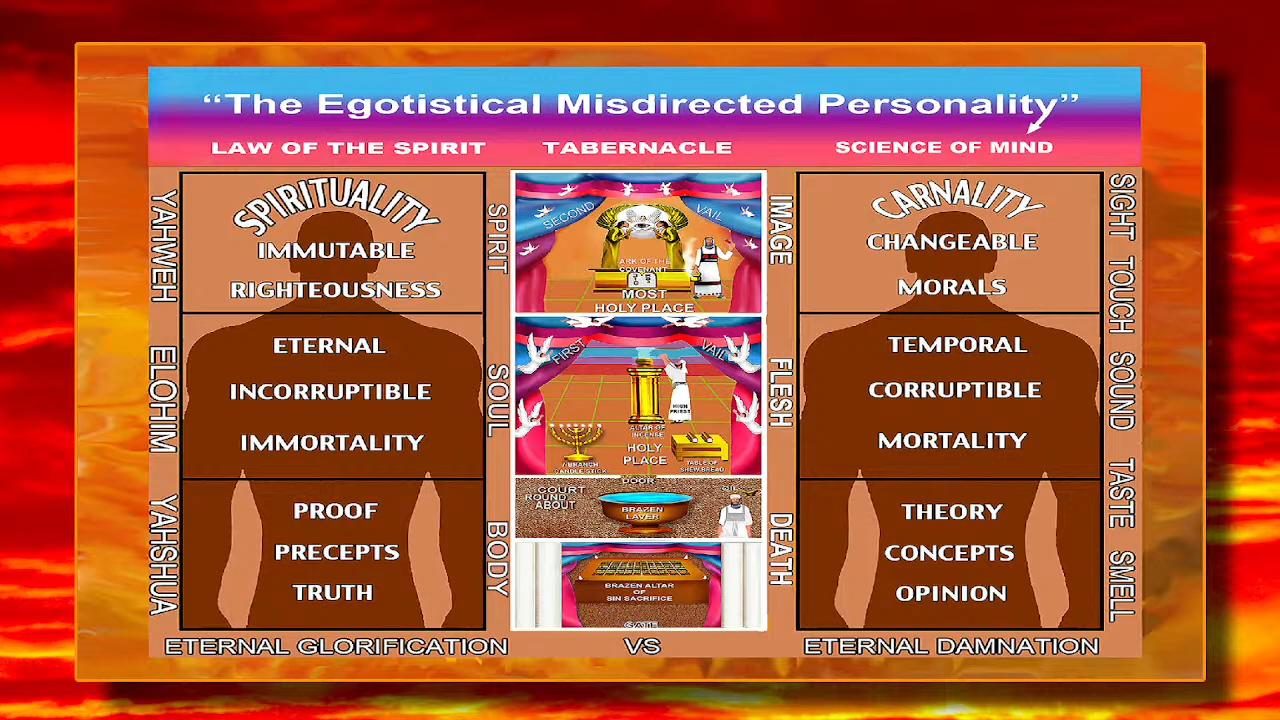 “The Egotistical Misdirected Personality”
LAW OF THE SPIRIT
TABERNACLE
SCIENCE OF MIND
YAHWEH
ELOHIM
YAHSHUA
SPIRITUALITY
IMMUTABLE
RIGHTEOUSNESS
ETERNAL
INCORRUPTIBLE
IMMORTALITY
PROOF
PRECEPTS
TRUTH
SPIRIT
SOUL
BODY
SECOND VAIL
ARK OF THE
COVENANT
MOST
HOLY PLACE
FIRST VAIL
HIGH
PRIEST
ALTAR OF
INCENSE
HOLY
PLACE
7 BRANCH
CANDLE STICK
TABLE OF
SHEW BREAD
DOOR
COURT
ROUND
ABOUT
BRAZEN
LAVER
BRAZEN ALTAR
OF
SIN SACRIFICE
GATE
IMAGE
FLESH
DEATH
CARNALITY
CHANGEABLE
MORALS
TEMPORAL
CORRUPTIBLE
MORTALITY
THEORY
CONCEPTS
OPINION
SIGHT
TOUCH
SOUND
TASTE
SMELL
ETERNAL GLORIFICATION
VS
ETERNAL DAMNATION